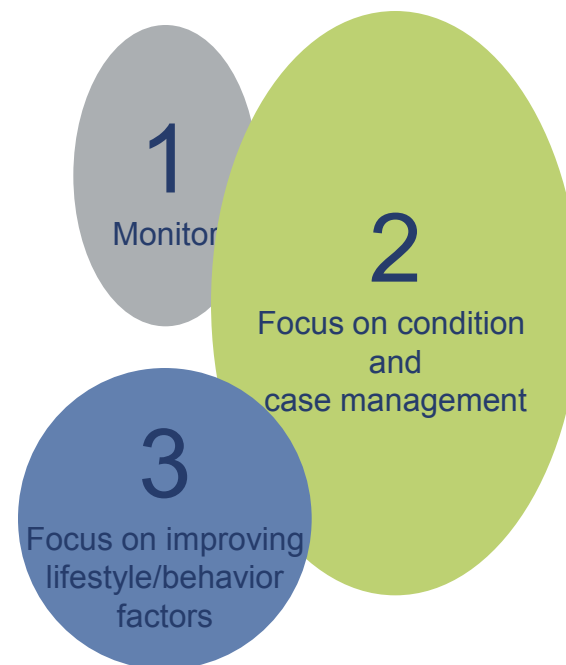 1
Monitor
2
Focus on condition
and
case management
3
Focus on improving
lifestyle/behavior
factors